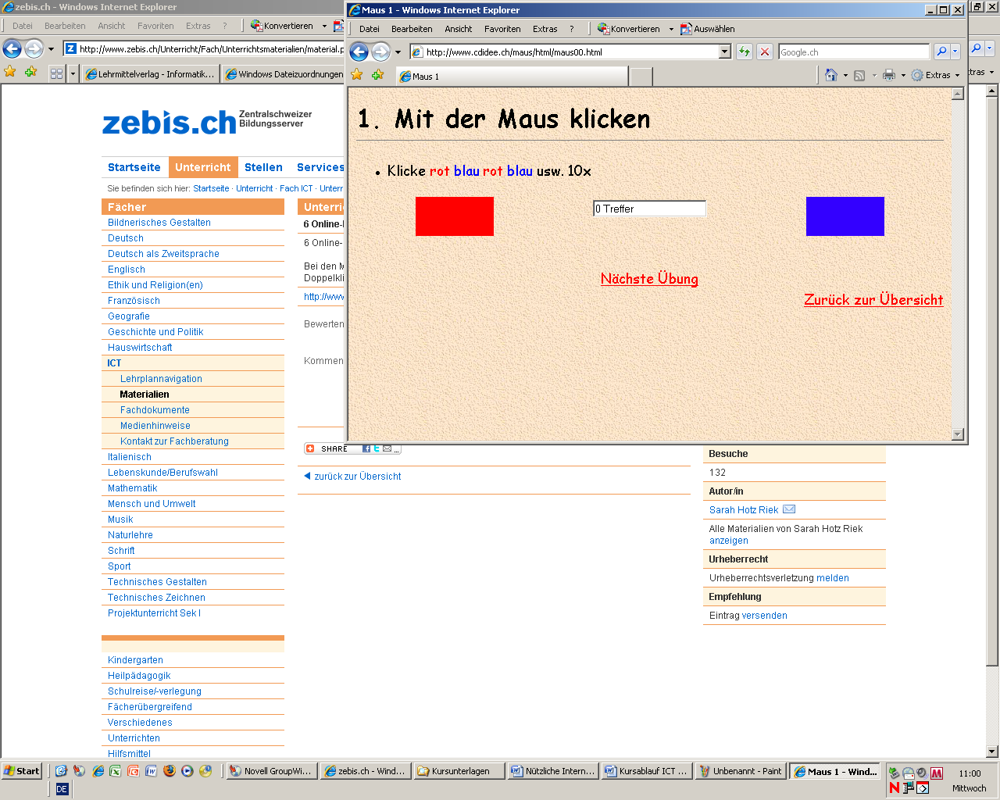 zebis.ch - Windows Internet Explorer
Datei Bearbeiten Ansicht Favoriten Extras ? Konvertieren
http://www.zebis.ch/Unterricht/Fach/Unterrichtsmaterialien/material.p
Lehrmittelverlag - Informatik... Windows Dateizuordnungen
Maus 1 - Windows Internet Explorer
Datei Bearbeiten Ansicht Favoriten Extras ? Konvertieren Auswählen
http://www.cdidee.ch/maus/html/maus00.html Google.ch
Maus 1 Extras
1. Mit der Maus klicken
• Klicke rot blau rot blau usw. 10x
0 Treffer
Nächste Übung
Zurück zur Übersicht
zebis.ch Zentralschweizer
Bildungsserver
Startseite Unterricht Stellen Services
Sie befinden sich hier: Startseite · Unterricht · Fach ICT · Unterr
Fächer
Bildnerisches Gestalten
Deutsch
Deutsch als Zweitsprache
Englisch
Ethik und Religion(en)
Französisch
Geografie
Geschichte und Politik
Hauswirtschaft
ICT
Lehrplannavigation
Materialien
Fachdokumente
Medienhinweise
Kontakt zur Fachberatung
Italienisch
Lebenskunde/Berufswahl
Mathematik
Mensch und Umwelt
Musik
Naturlehre
Schrift
Sport
Technisches Gestalten
Technisches Zeichnen
Projektunterricht Sek I
Kindergarten
Heilpädagogik
Schulreise/-verlegung
Fächerübergreifend
Verschiedenes
Unterrichten
Hilfsmittel
Unterri
6 Online-
6 Online-
Bei den M
Doppelkli
http://www
Bewerten
Kommen
SHARE ...
zurück zur Übersicht
Besuche
132
Autor/in
Sarah Hotz Riek
Alle Materialien von Sarah Hotz Riek
anzeigen
Urheberrecht
Urheberrechtsverletzung melden
Empfehlung
Eintrag versenden
Start Novell GroupWi... zebis.ch - Wind... Kursunterlagen Nützliche Intern... Kursablauf ICT ... Unbenannt - Paint Maus 1 - Wind... 11:00
DE Mittwoch